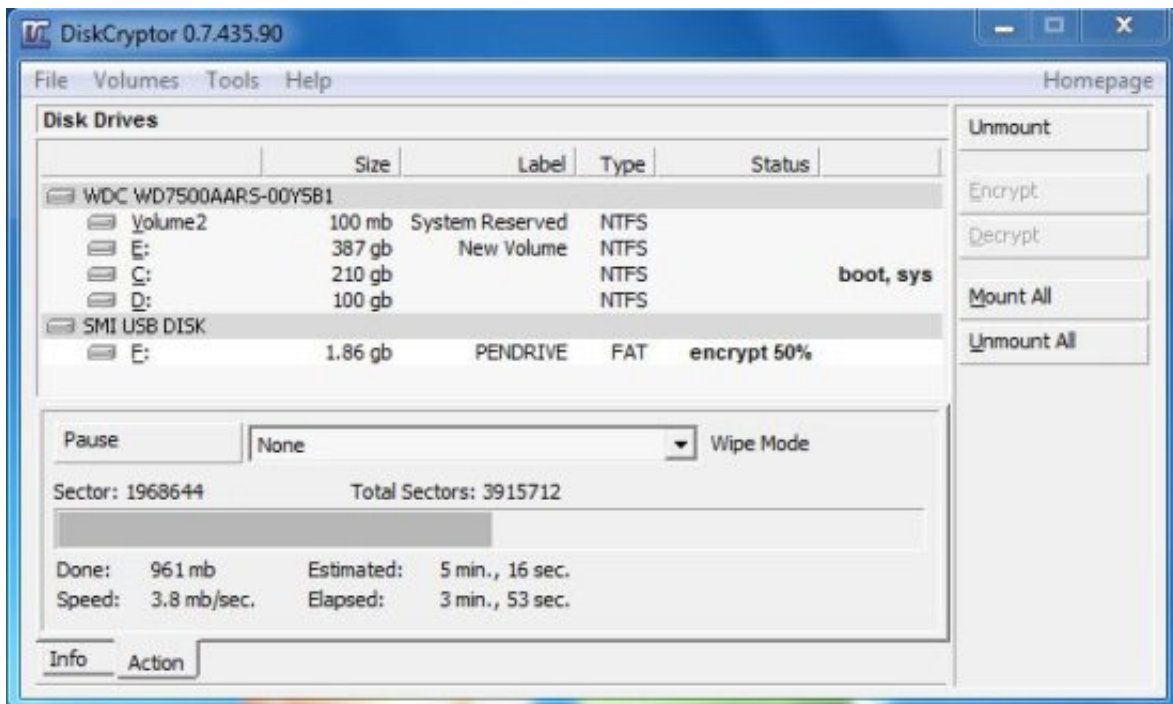 DiskCryptor 0.7.435.90
File Volumes Tools Help Homepage
Disk Drives
Size Label Type Status
WDC WD7500AARS-00Y5B1
Volume2 100 mb System Reserved NTFS
E: 387 gb New Volume NTFS
C: 210 gb NTFS boot, sys
D: 100 gb NTFS
SMI USB DISK
F: 1.86 gb PENDRIVE FAT encrypt 50%
Unmount
Encrypt
Decrypt
Mount All
Unmount All
Pause None Wipe Mode
Sector: 1968644 Total Sectors: 3915712
Done: 961 mb Estimated: 5 min., 16 sec.
Speed: 3.8 mb/sec. Elapsed: 3 min., 53 sec.
Info Action